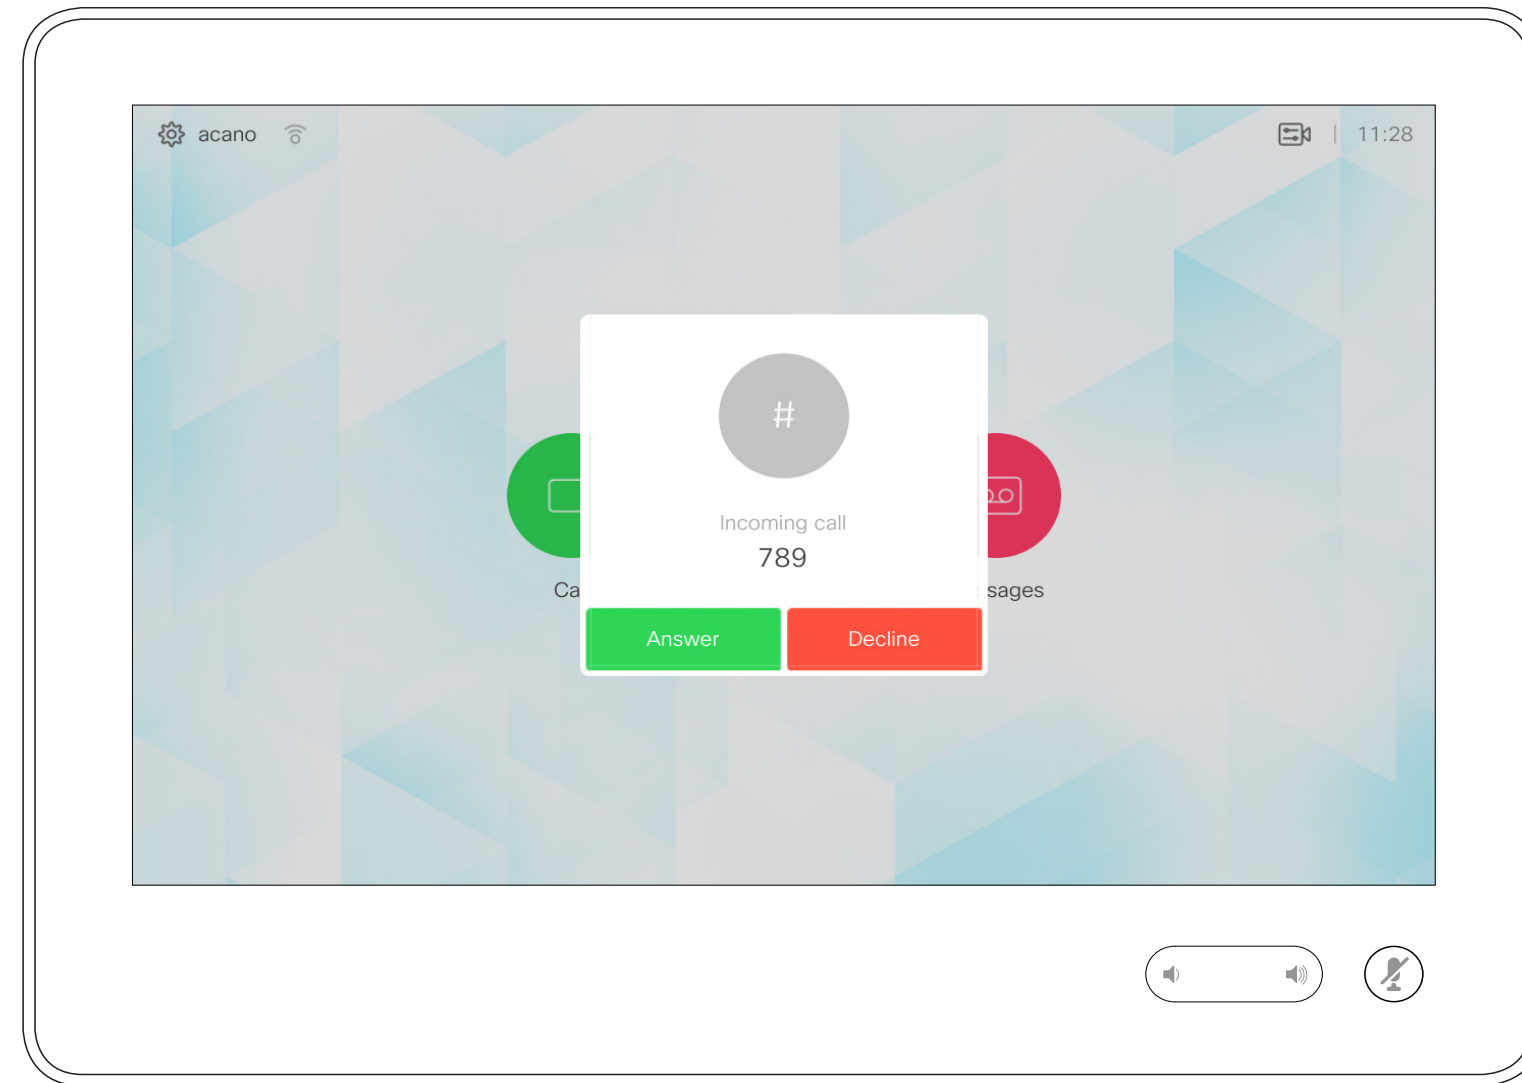 acano
11:28
#
Incoming call
789
Ca
sages
Answer
Decline